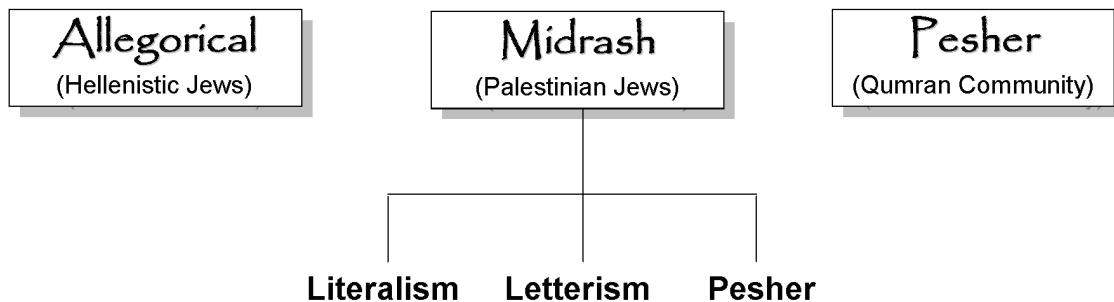 Allegorical
(Hellenistic Jews)
Midrash
(Palestinian Jews)
Pesher
(Qumran Community)
Literalism Letterism Pesher